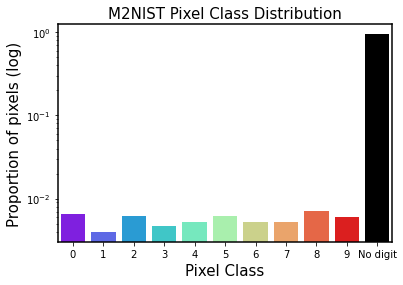 M2NIST Pixel Class Distribution
Proportion of pixels (log)
10⁰
10⁻¹
10⁻²
0 1 2 3 4 5 6 7 8 9 No digit
Pixel Class